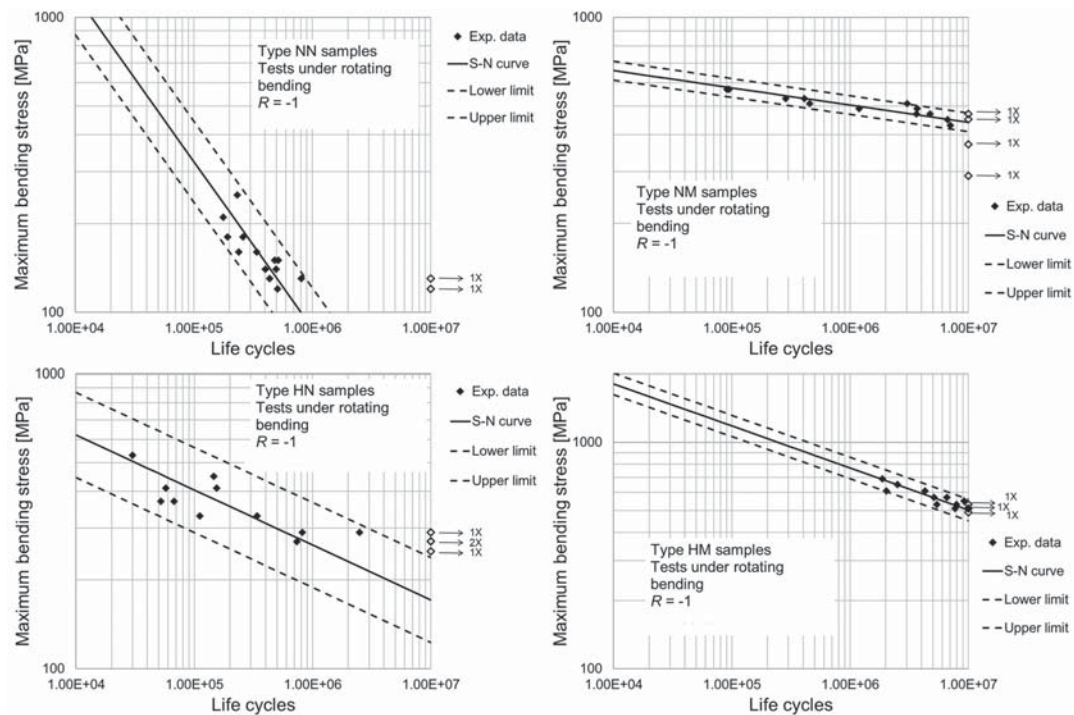 Maximum bending stress [MPa]
1000
100
Type NN samples
Tests under rotating
bending
R = -1
Exp. data
S-N curve
Lower limit
Upper limit
1X
1X
1.00E+04
1.00E+05
1.00E+06
1.00E+07
Life cycles
Maximum bending stress [MPa]
1000
100
Type NM samples
Tests under rotating
bending
R = -1
1X
1X
1X
1X
Exp. data
S-N curve
Lower limit
Upper limit
1.00E+04
1.00E+05
1.00E+06
1.00E+07
Life cycles
Maximum bending stress [MPa]
1000
100
Type HN samples
Tests under rotating
bending
R = -1
Exp. data
S-N curve
Lower limit
Upper limit
1X
2X
1X
1.00E+04
1.00E+05
1.00E+06
1.00E+07
Life cycles
Maximum bending stress [MPa]
1000
100
1X
1X
1X
Type HM samples
Tests under rotating
bending
R = -1
Exp. data
S-N curve
Lower limit
Upper limit
1.00E+04
1.00E+05
1.00E+06
1.00E+07
Life cycles